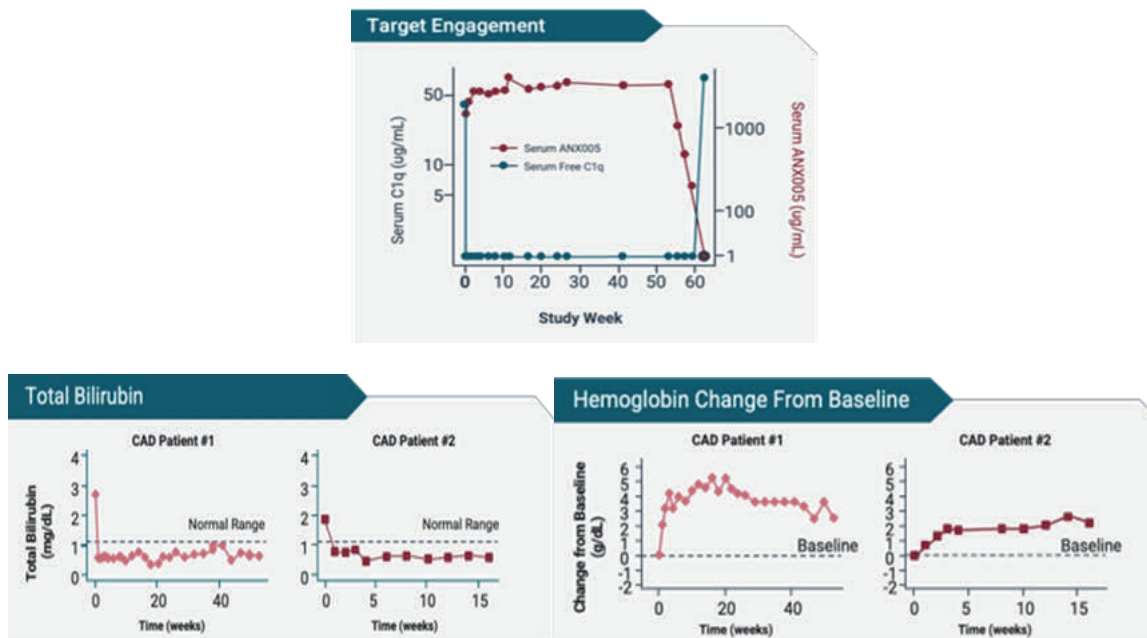 Target Engagement
Serum C1q (ug/mL)
50
10
5
Serum ANX005
Serum Free C1q
1000
100
1
Serum ANX005 (ug/mL)
0 10 20 30 40 50 60
Study Week
Total Bilirubin
CAD Patient #1
Total Billirubin
(mg/dL)
4
3
2
1
0
Normal Range
0 20 40
Time (weeks)
CAD Patient #2
4
3
2
1
0
Normal Range
0 5 10 15
Time (weeks)
Hemoglobin Change From Baseline
CAD Patient #1
Change from Baseline
(g/dL)
6
5
4
3
2
1
0
-1
-2
Baseline
0 20 40
Time (weeks)
CAD Patient #2
6
5
4
3
2
1
0
-1
-2
Baseline
0 5 10 15
Time (weeks)